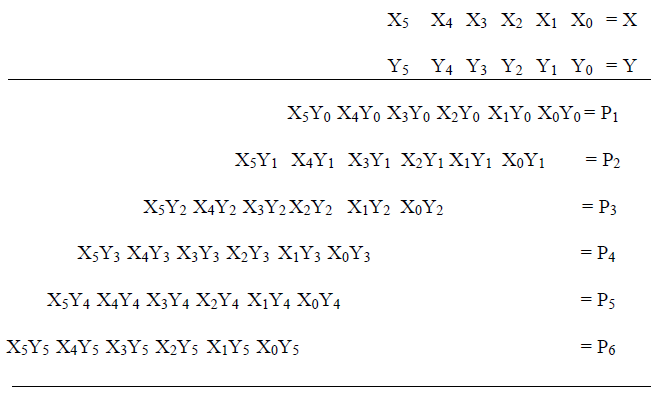 X₅ X₄ X₃ X₂ X₁ X₀ = X
Y₅ Y₄ Y₃ Y₂ Y₁ Y₀ = Y
X₅Y₀ X₄Y₀ X₃Y₀ X₂Y₀ X₁Y₀ X₀Y₀ = P₁
X₅Y₁ X₄Y₁ X₃Y₁ X₂Y₁ X₁Y₁ X₀Y₁ = P₂
X₅Y₂ X₄Y₂ X₃Y₂ X₂Y₂ X₁Y₂ X₀Y₂ = P₃
X₅Y₃ X₄Y₃ X₃Y₃ X₂Y₃ X₁Y₃ X₀Y₃ = P₄
X₅Y₄ X₄Y₄ X₃Y₄ X₂Y₄ X₁Y₄ X₀Y₄ = P₅
X₅Y₅ X₄Y₅ X₃Y₅ X₂Y₅ X₁Y₅ X₀Y₅ = P₆